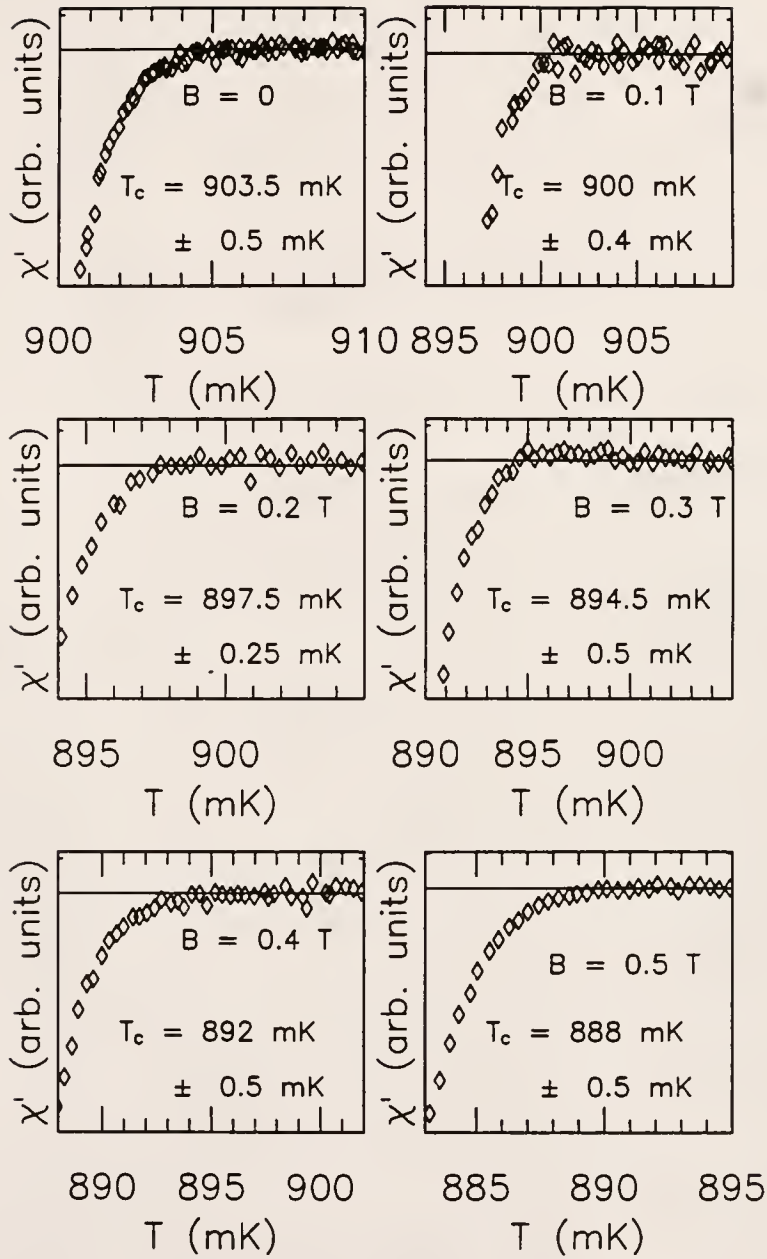 χ' (arb. units)
B = 0
T_c = 903.5 mK
± 0.5 mK
900 905 910
T (mK)
χ' (arb. units)
B = 0.1 T
T_c = 900 mK
± 0.4 mK
895 900 905
T (mK)
χ' (arb. units)
B = 0.2 T
T_c = 897.5 mK
± 0.25 mK
895 900
T (mK)
χ' (arb. units)
B = 0.3 T
T_c = 894.5 mK
± 0.5 mK
890 895 900
T (mK)
χ' (arb. units)
B = 0.4 T
T_c = 892 mK
± 0.5 mK
890 895 900
T (mK)
χ' (arb. units)
B = 0.5 T
T_c = 888 mK
± 0.5 mK
885 890 895
T (mK)